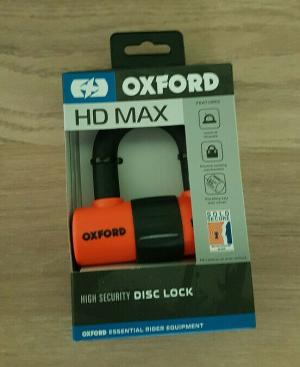 OXFORD
HD MAX
FEATURES
OXFORD
SOLD
SECURE
HIGH SECURITY DISC LOCK
OXFORD ESSENTIAL RIDER EQUIPMENT